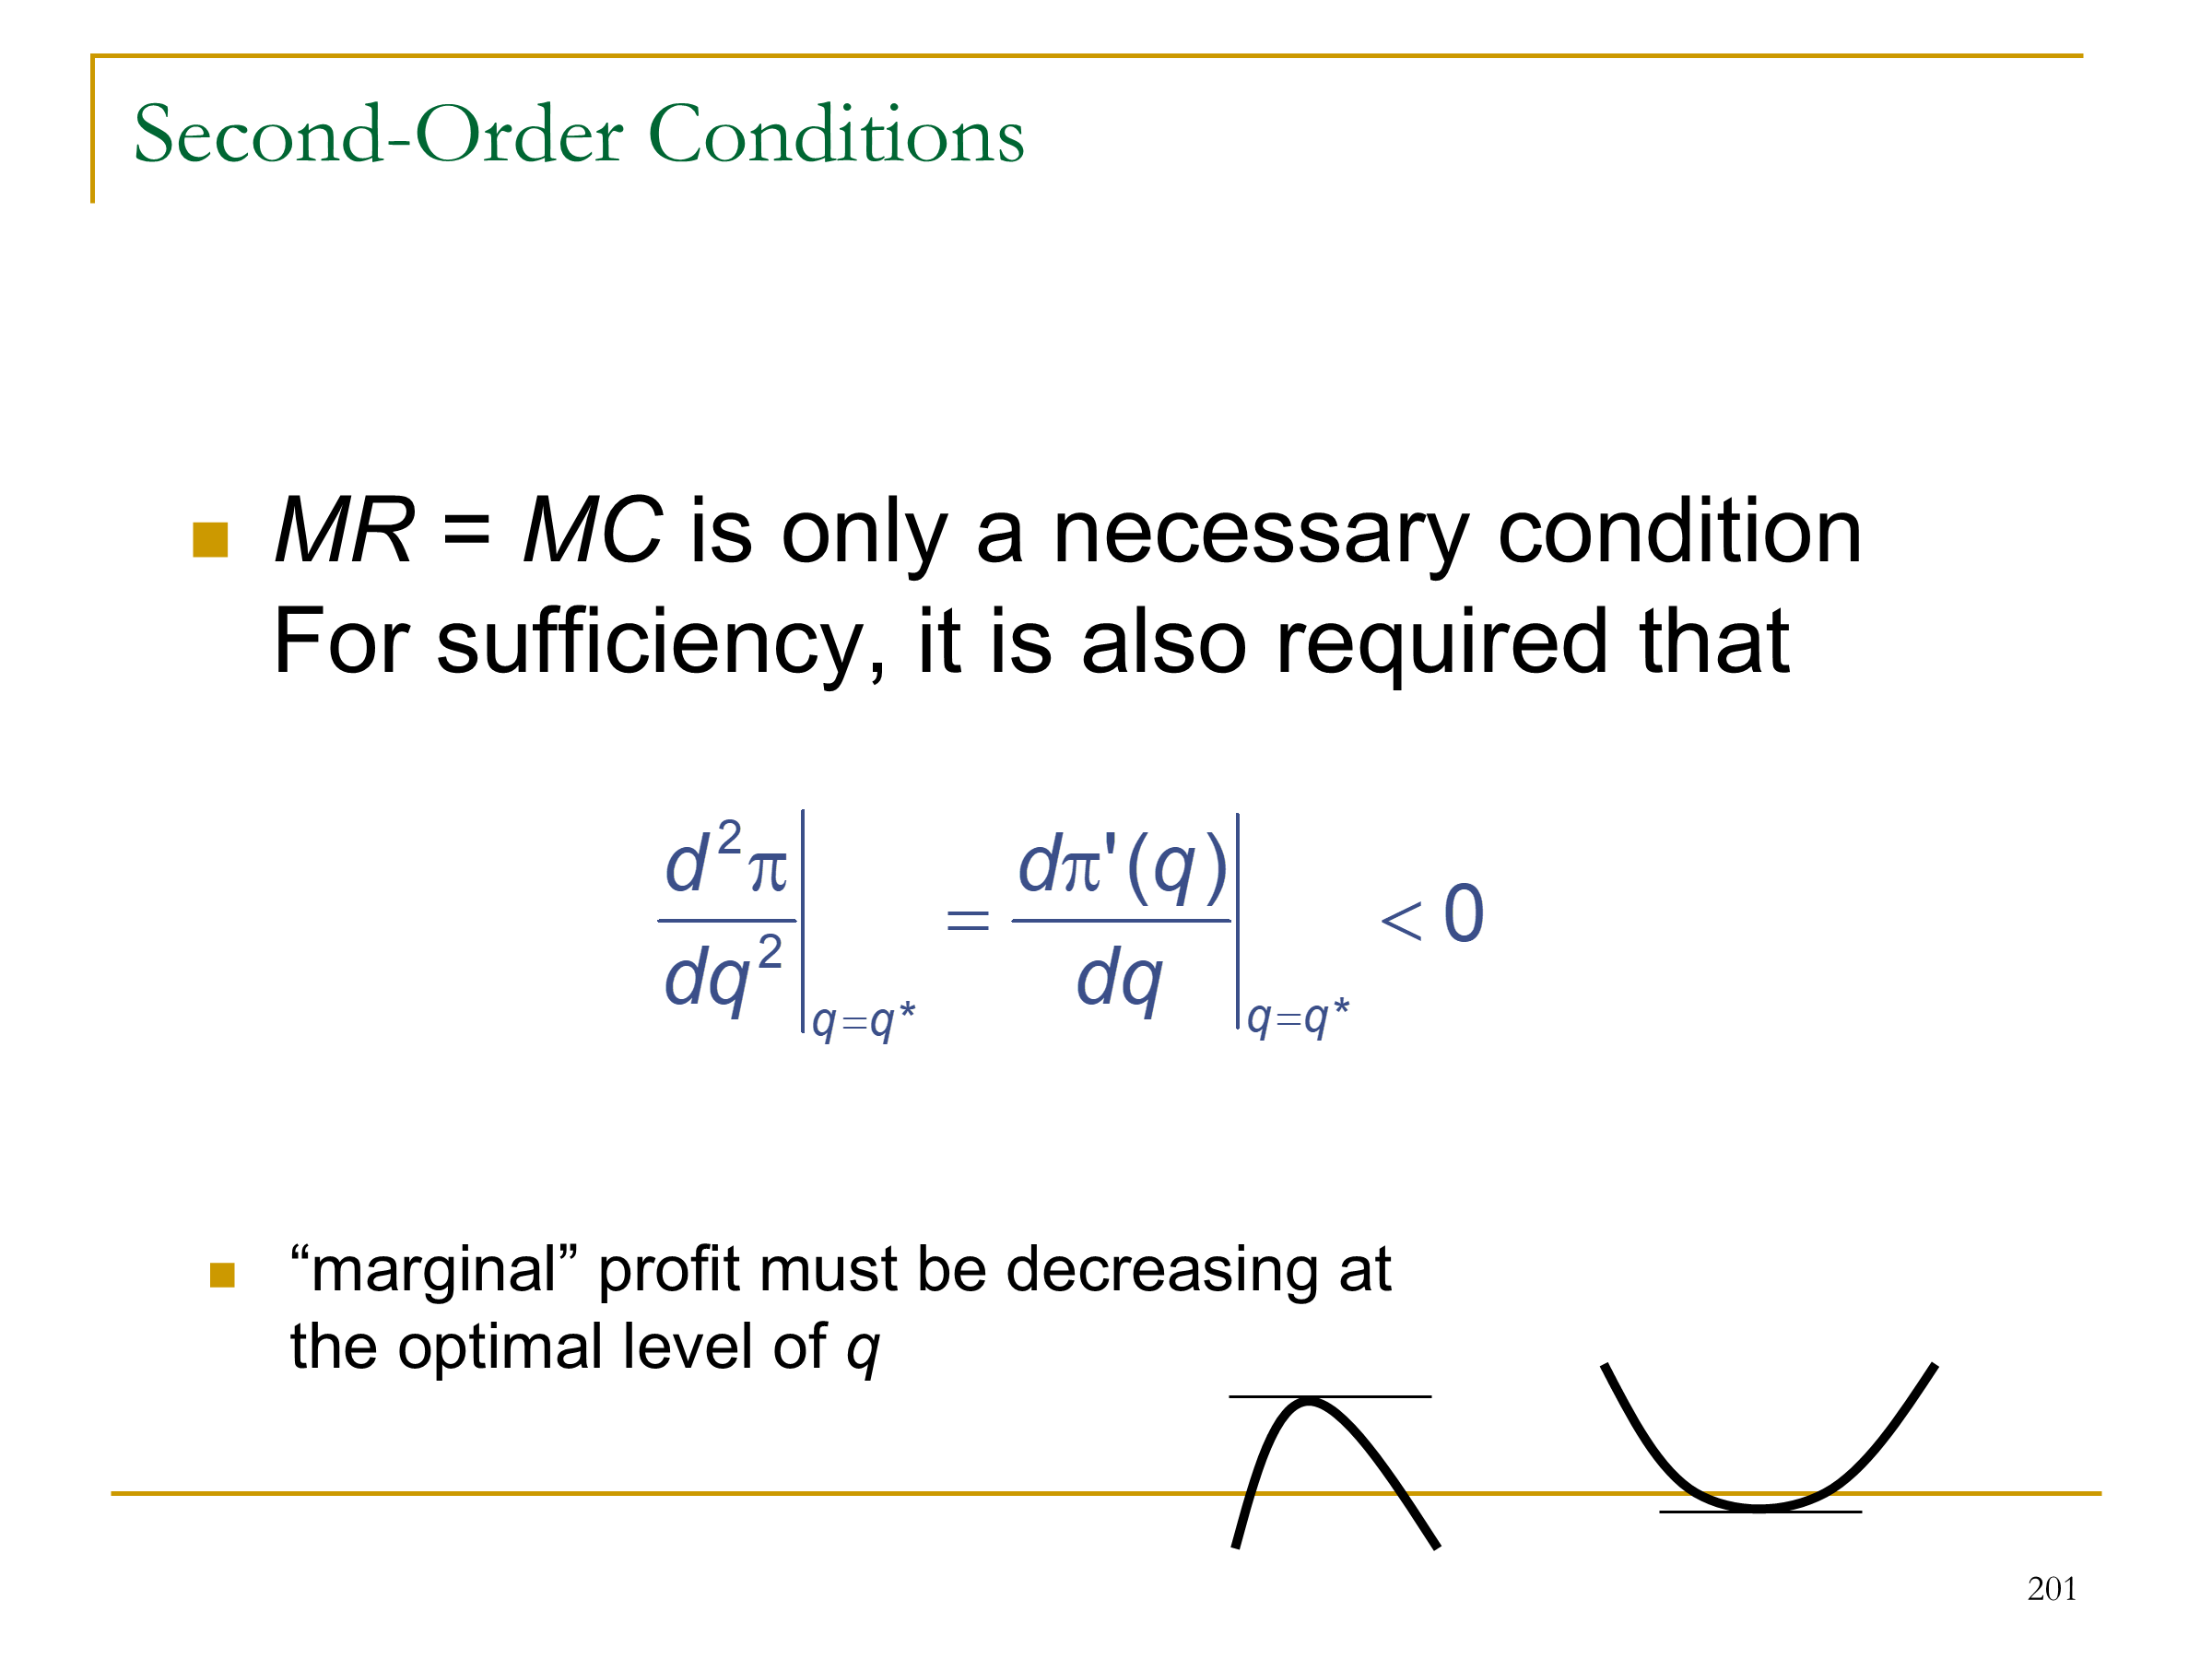 Second-Order Conditions
MR = MC is only a necessary condition
For sufficiency, it is also required that
d²π/dq²|q=q* = dπ'(q)/dq|q=q* < 0
“marginal” profit must be decreasing at
the optimal level of q
201